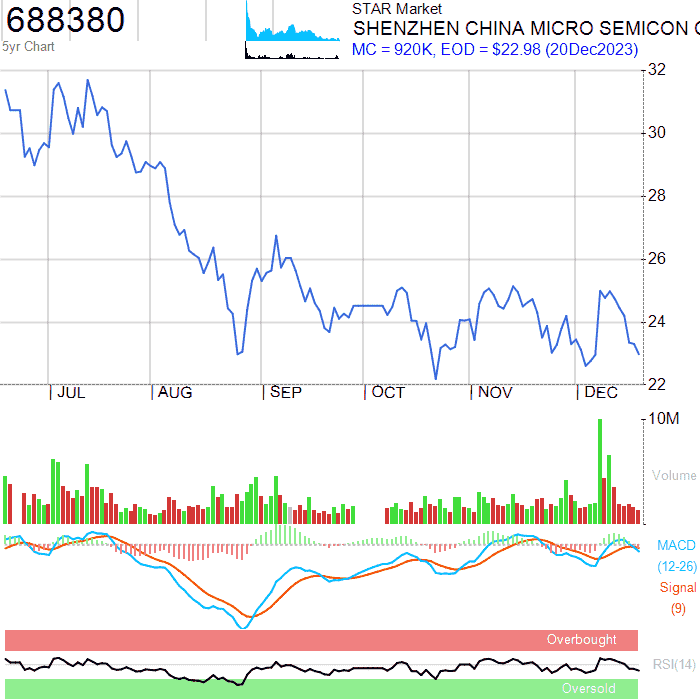 688380
5yr Chart
STAR Market
SHENZHEN CHINA MICRO SEMICON
MC = 920K, EOD = $22.98 (20Dec2023)
32
30
28
26
24
22
JUL AUG SEP OCT NOV DEC
10M
Volume
MACD
(12-26)
Signal
(9)
Overbought
RSI(14)
Oversold